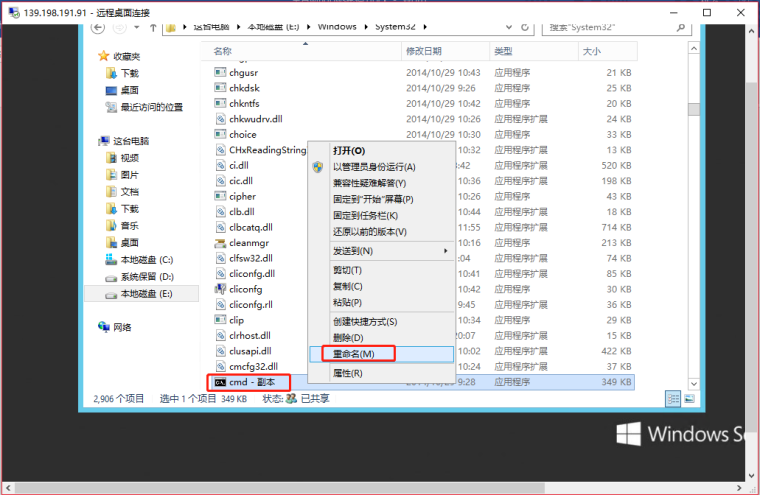 139.198.191.91 - 远程桌面连接
这台电脑 本地磁盘 (E:) Windows System32 搜索"System32"
收藏夹
下载
桌面
最近访问的位置
这台电脑
视频
图片
文档
下载
音乐
桌面
本地磁盘 (C:)
系统保留 (D:)
本地磁盘 (E:)
网络
名称 修改日期 类型 大小
chgusr 2014/10/29 10:43 应用程序 21 KB
chkdsk 2014/10/29 9:26 应用程序 25 KB
chkntfs 2014/10/29 10:42 应用程序 20 KB
chkwudrv.dll 2014/10/29 10:26 应用程序扩展 24 KB
choice 2014/10/29 10:30 应用程序 33 KB
CHxReadingString 10:32 应用程序扩展 13 KB
ci.dll :42 应用程序扩展 520 KB
cic.dll 10:36 应用程序扩展 198 KB
cipher 10:26 应用程序 43 KB
clb.dll 10:44 应用程序扩展 18 KB
clbcatq.dll 11:55 应用程序扩展 714 KB
cleanmgr 10:16 应用程序 213 KB
clfsw32.dll :04 应用程序扩展 74 KB
cliconfg.dll 10:41 应用程序扩展 85 KB
cliconfg 10:42 应用程序 30 KB
cliconfg.rll 9:45 应用程序扩展 36 KB
clip 10:34 应用程序 29 KB
clrhost.dll 20:07 应用程序扩展 15 KB
clusapi.dll 10:02 应用程序扩展 422 KB
cmcfg32.dll 10:24 应用程序扩展 37 KB
cmd - 副本 9:28 应用程序 349 KB
打开(O)
以管理员身份运行(A)
兼容性疑难解答(Y)
固定到"开始"屏幕(P)
固定到任务栏(K)
还原以前的版本(V)
发送到(N)
剪切(T)
复制(C)
粘贴(P)
创建快捷方式(S)
删除(D)
重命名(M)
属性(R)
2,906 个项目 选中 1 个项目 349 KB 状态: 已共享
Windows Se